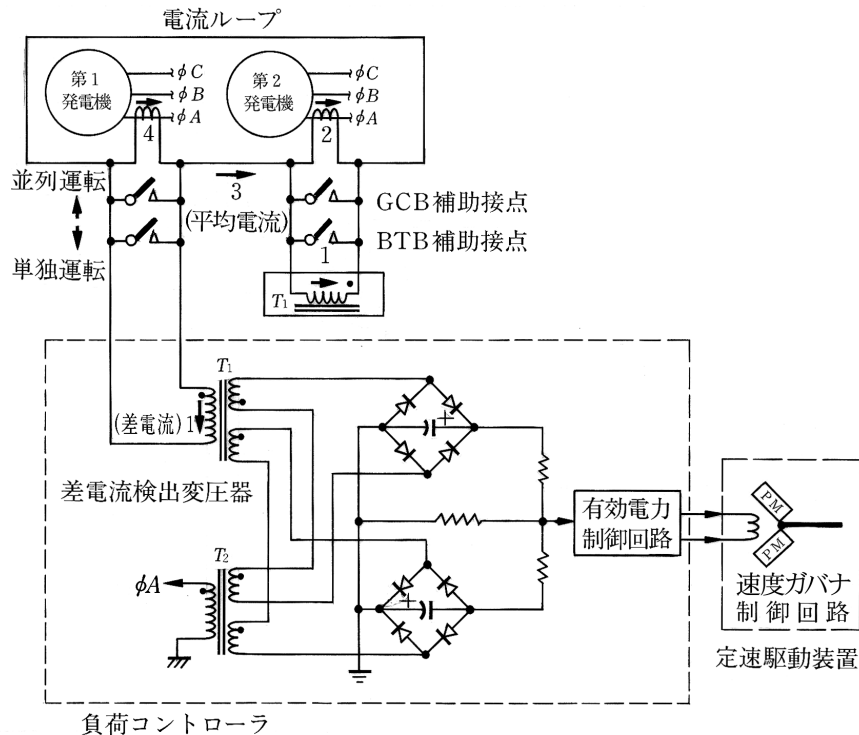 電流ループ
第1
発電機
φC
φB
φA
4
第2
発電機
φC
φB
φA
2
並列運転
単独運転
3
(平均電流)
GCB補助接点
BTB補助接点
1
T1
T1
(差電流)1
+
差電流検出変圧器
T2
φA
+
有効電力
制御回路
PM
PM
速度ガバナ
制御回路
定速駆動装置
負荷コントローラ